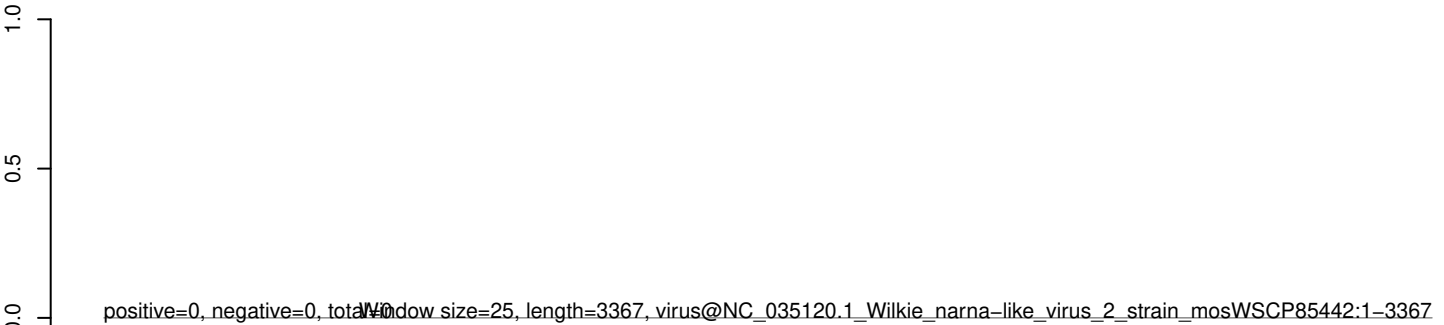 1.0
0.5
0.0
positive=0, negative=0, total=0
Window size=25, length=3367, virus@NC_035120.1_Wilkie_narna−like_virus_2_strain_mosWSCP85442:1−3367